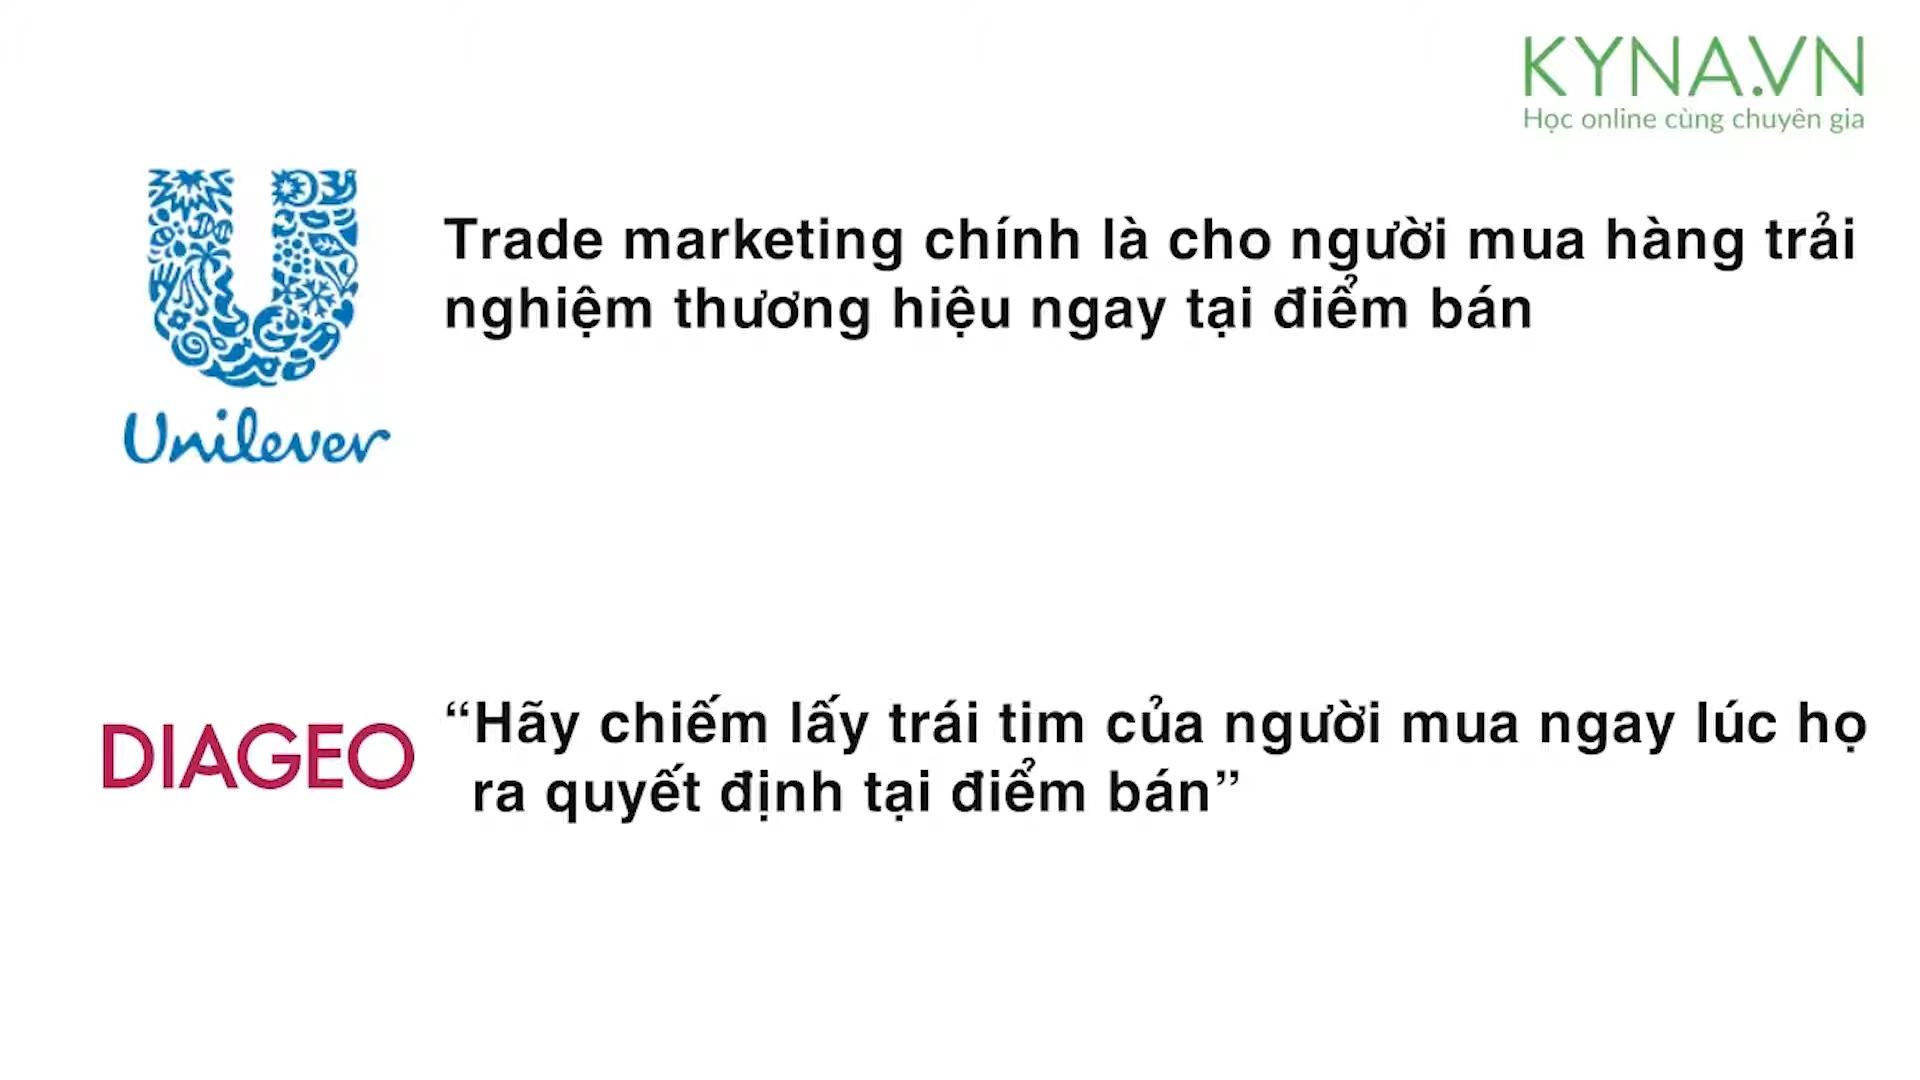 KYNA.VN
Học online cùng chuyên gia
Trade marketing chính là cho người mua hàng trải
nghiệm thương hiệu ngay tại điểm bán
Unilever
DIAGEO
“Hãy chiếm lấy trái tim của người mua ngay lúc họ
ra quyết định tại điểm bán”